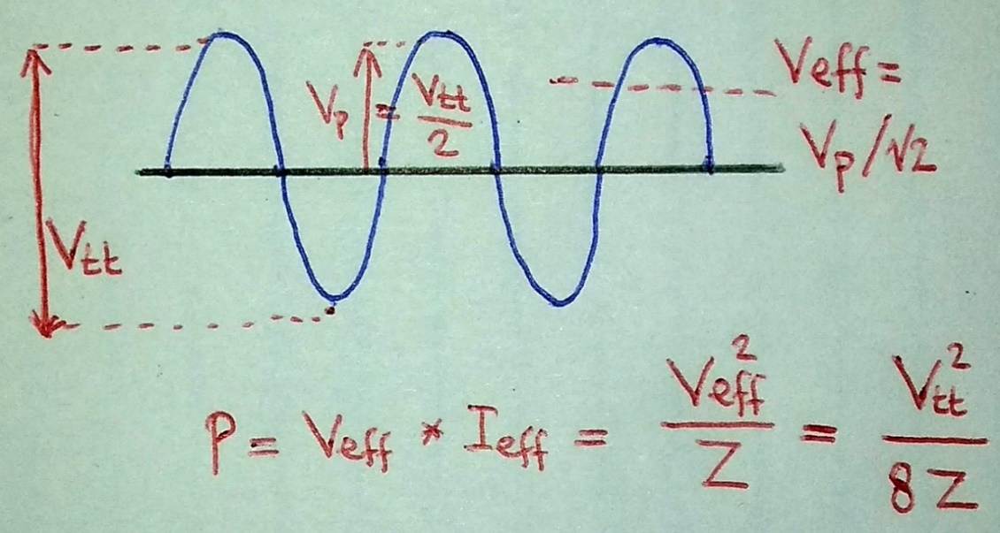 Vp = Vtt/2
Veff =
Vp/√2
Vtt
P = Veff * Ieff = Veff²/Z = Vtt²/8Z